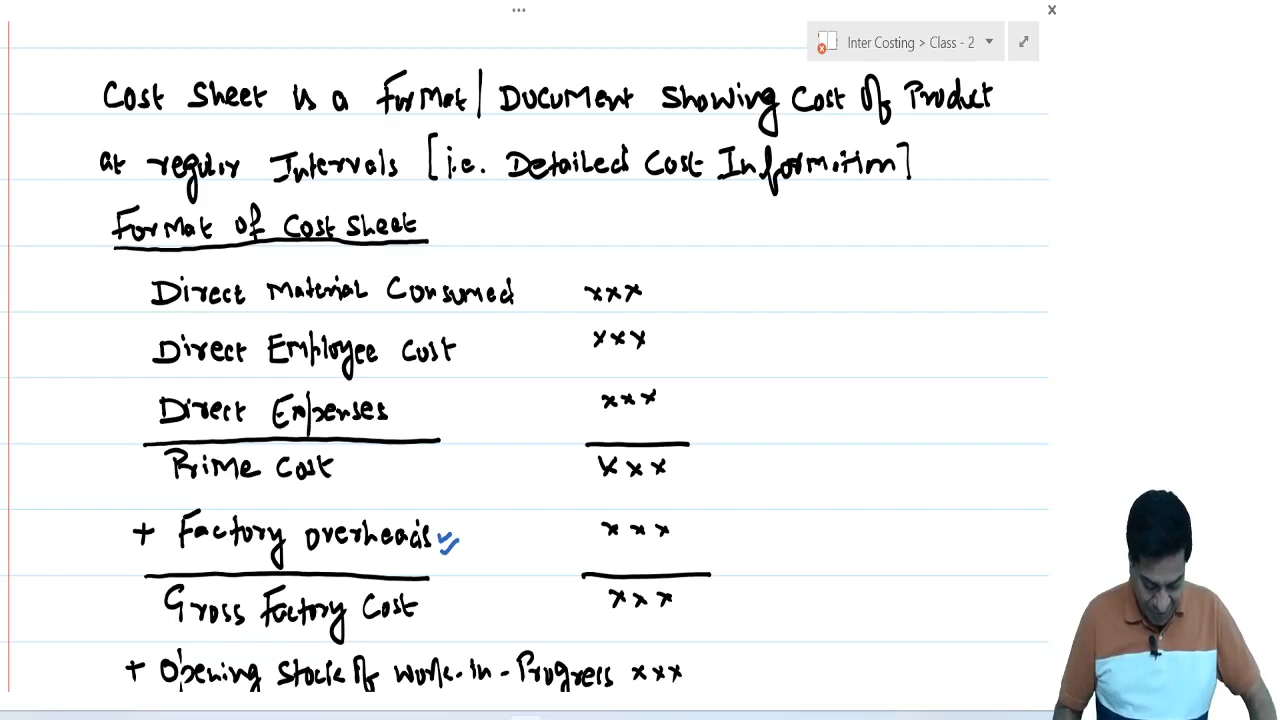 ...
Inter Costing > Class - 2
Cost Sheet is a Format | Document Showing Cost Of Product
at regular Intervals [i.e. Detailed Cost Information]
Format of Cost Sheet
Direct Material Consumed xxx
Direct Employee Cost xxx
Direct Expenses xxx
Prime Cost xxx
+ Factory overheads xxx
Gross Factory Cost xxx
+ Opening Stock of work-in-Progress xxx